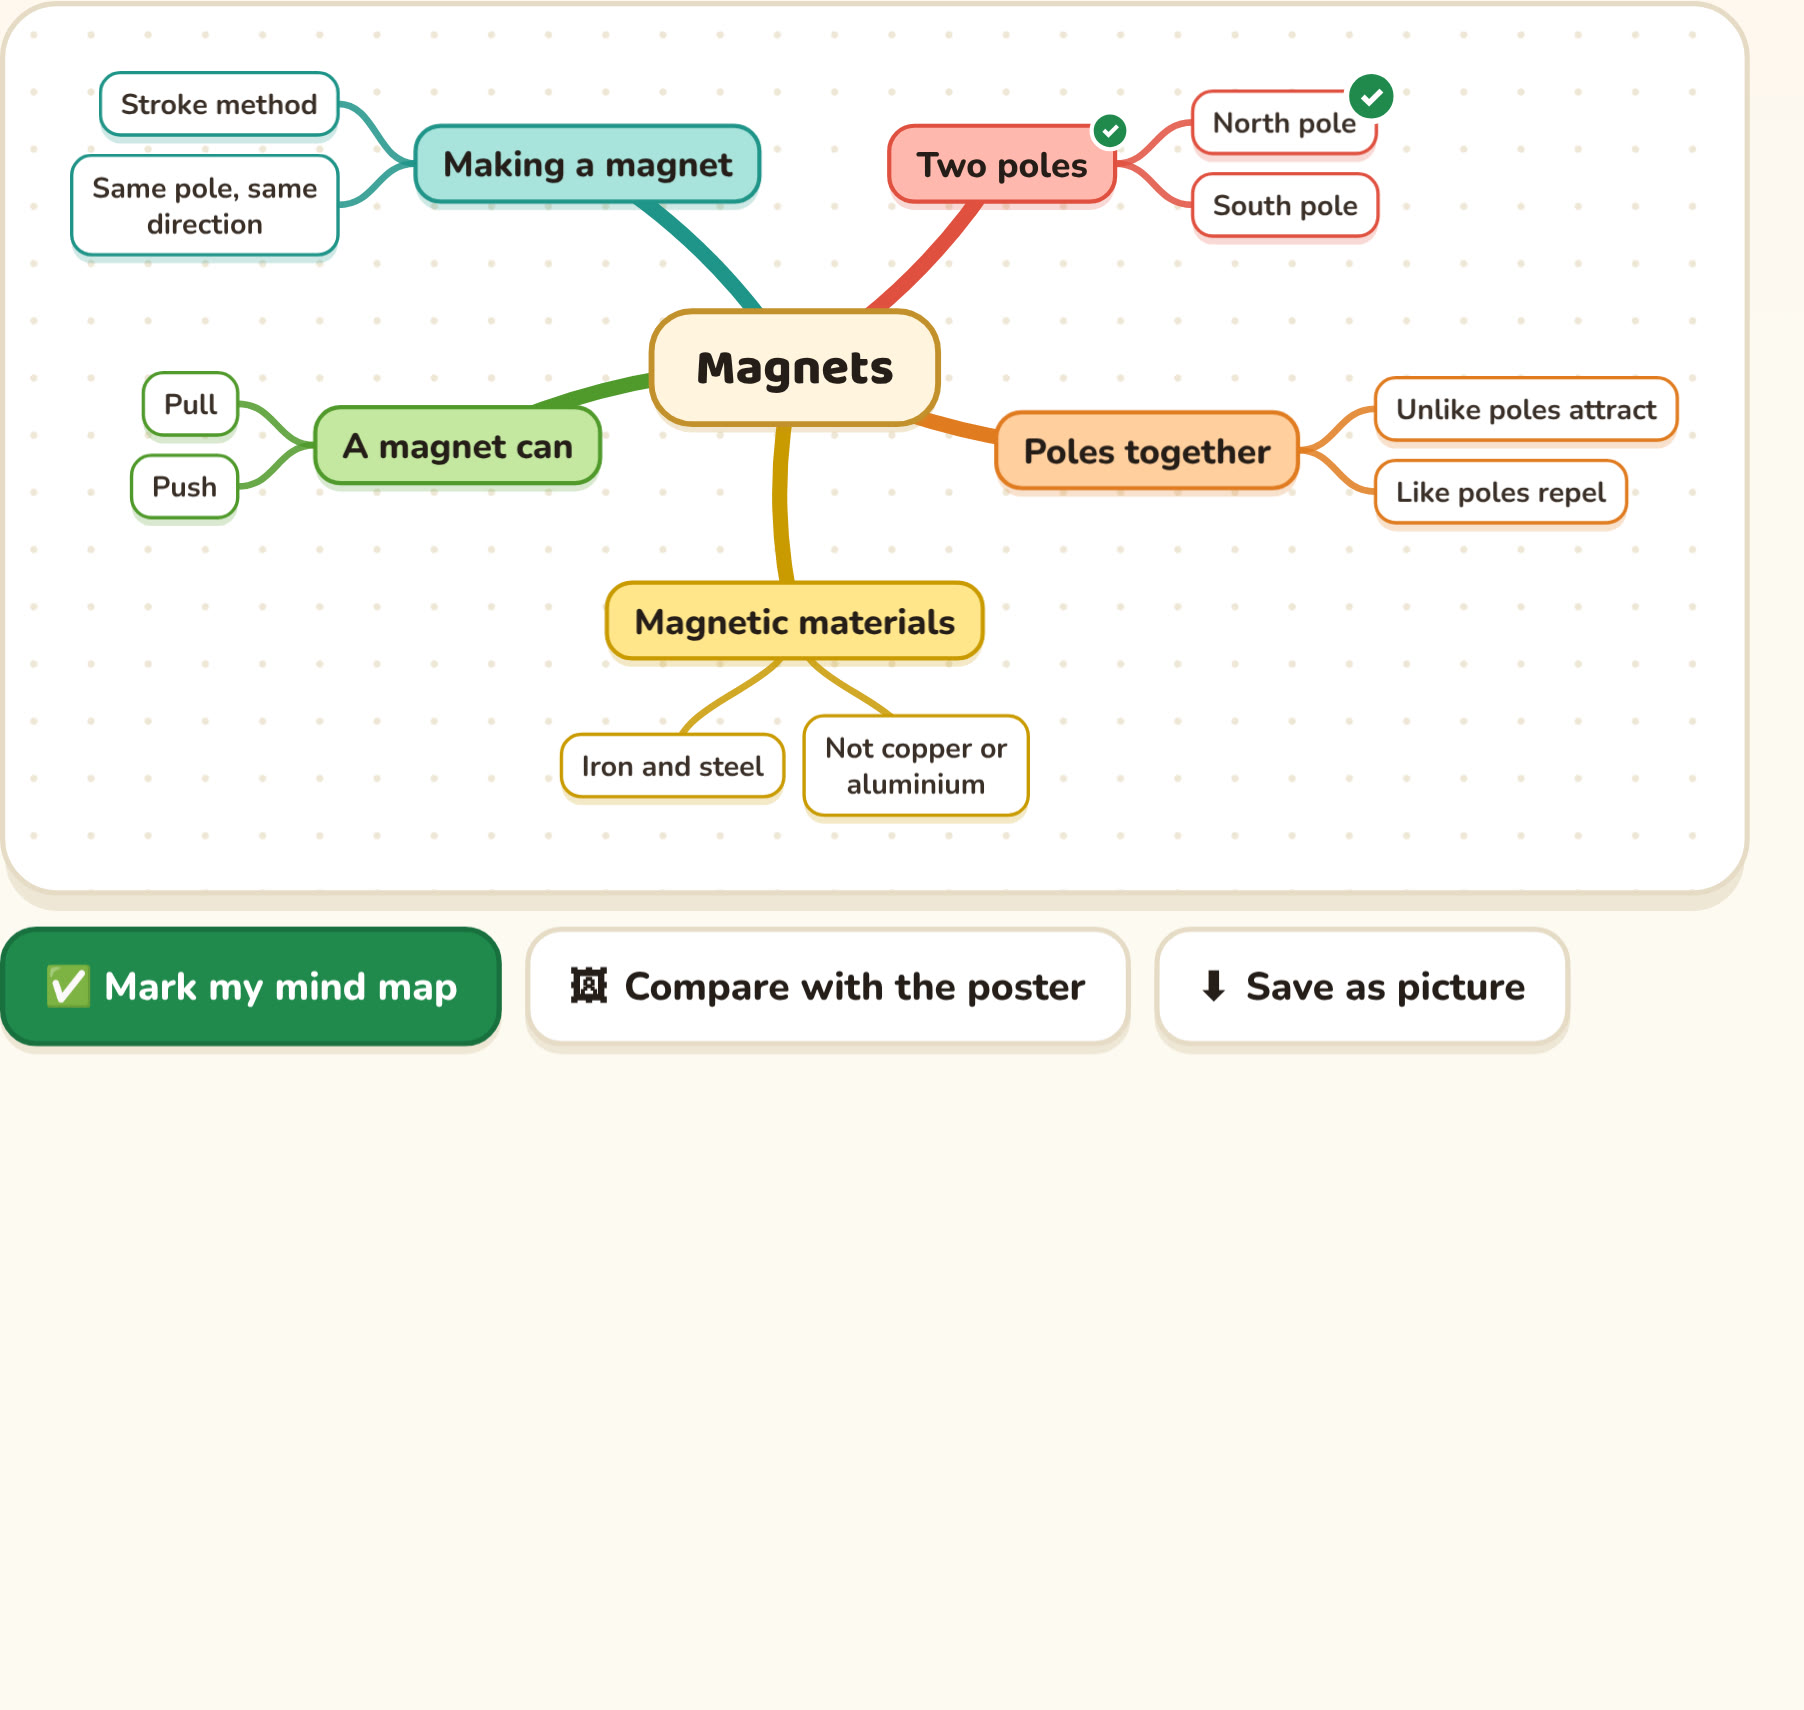 Stroke method
Same pole, same
direction
Making a magnet
Two poles
North pole
South pole
Magnets
Pull
Push
A magnet can
Poles together
Unlike poles attract
Like poles repel
Magnetic materials
Iron and steel
Not copper or
aluminium
Mark my mind map
Compare with the poster
Save as picture